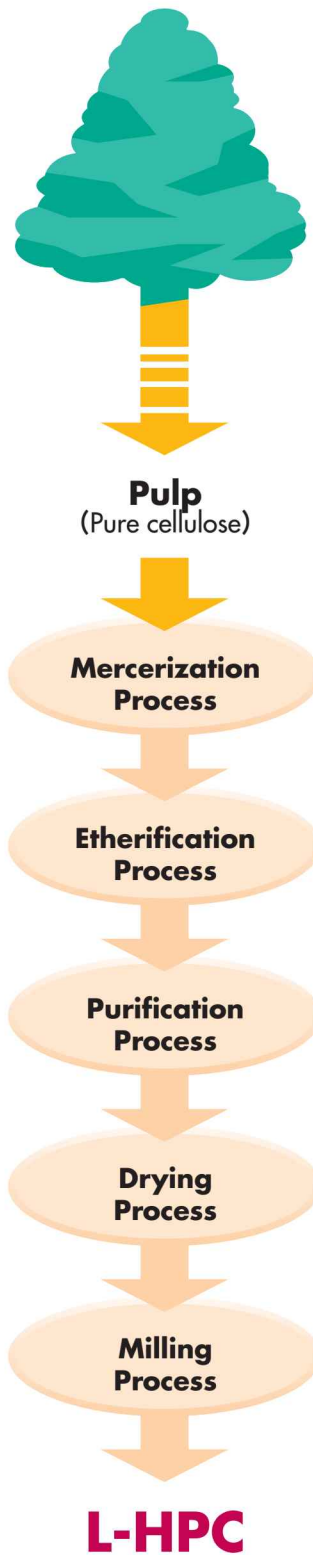 Pulp
(Pure cellulose)
Mercerization
Process
Etherification
Process
Purification
Process
Drying
Process
Milling
Process
L-HPC